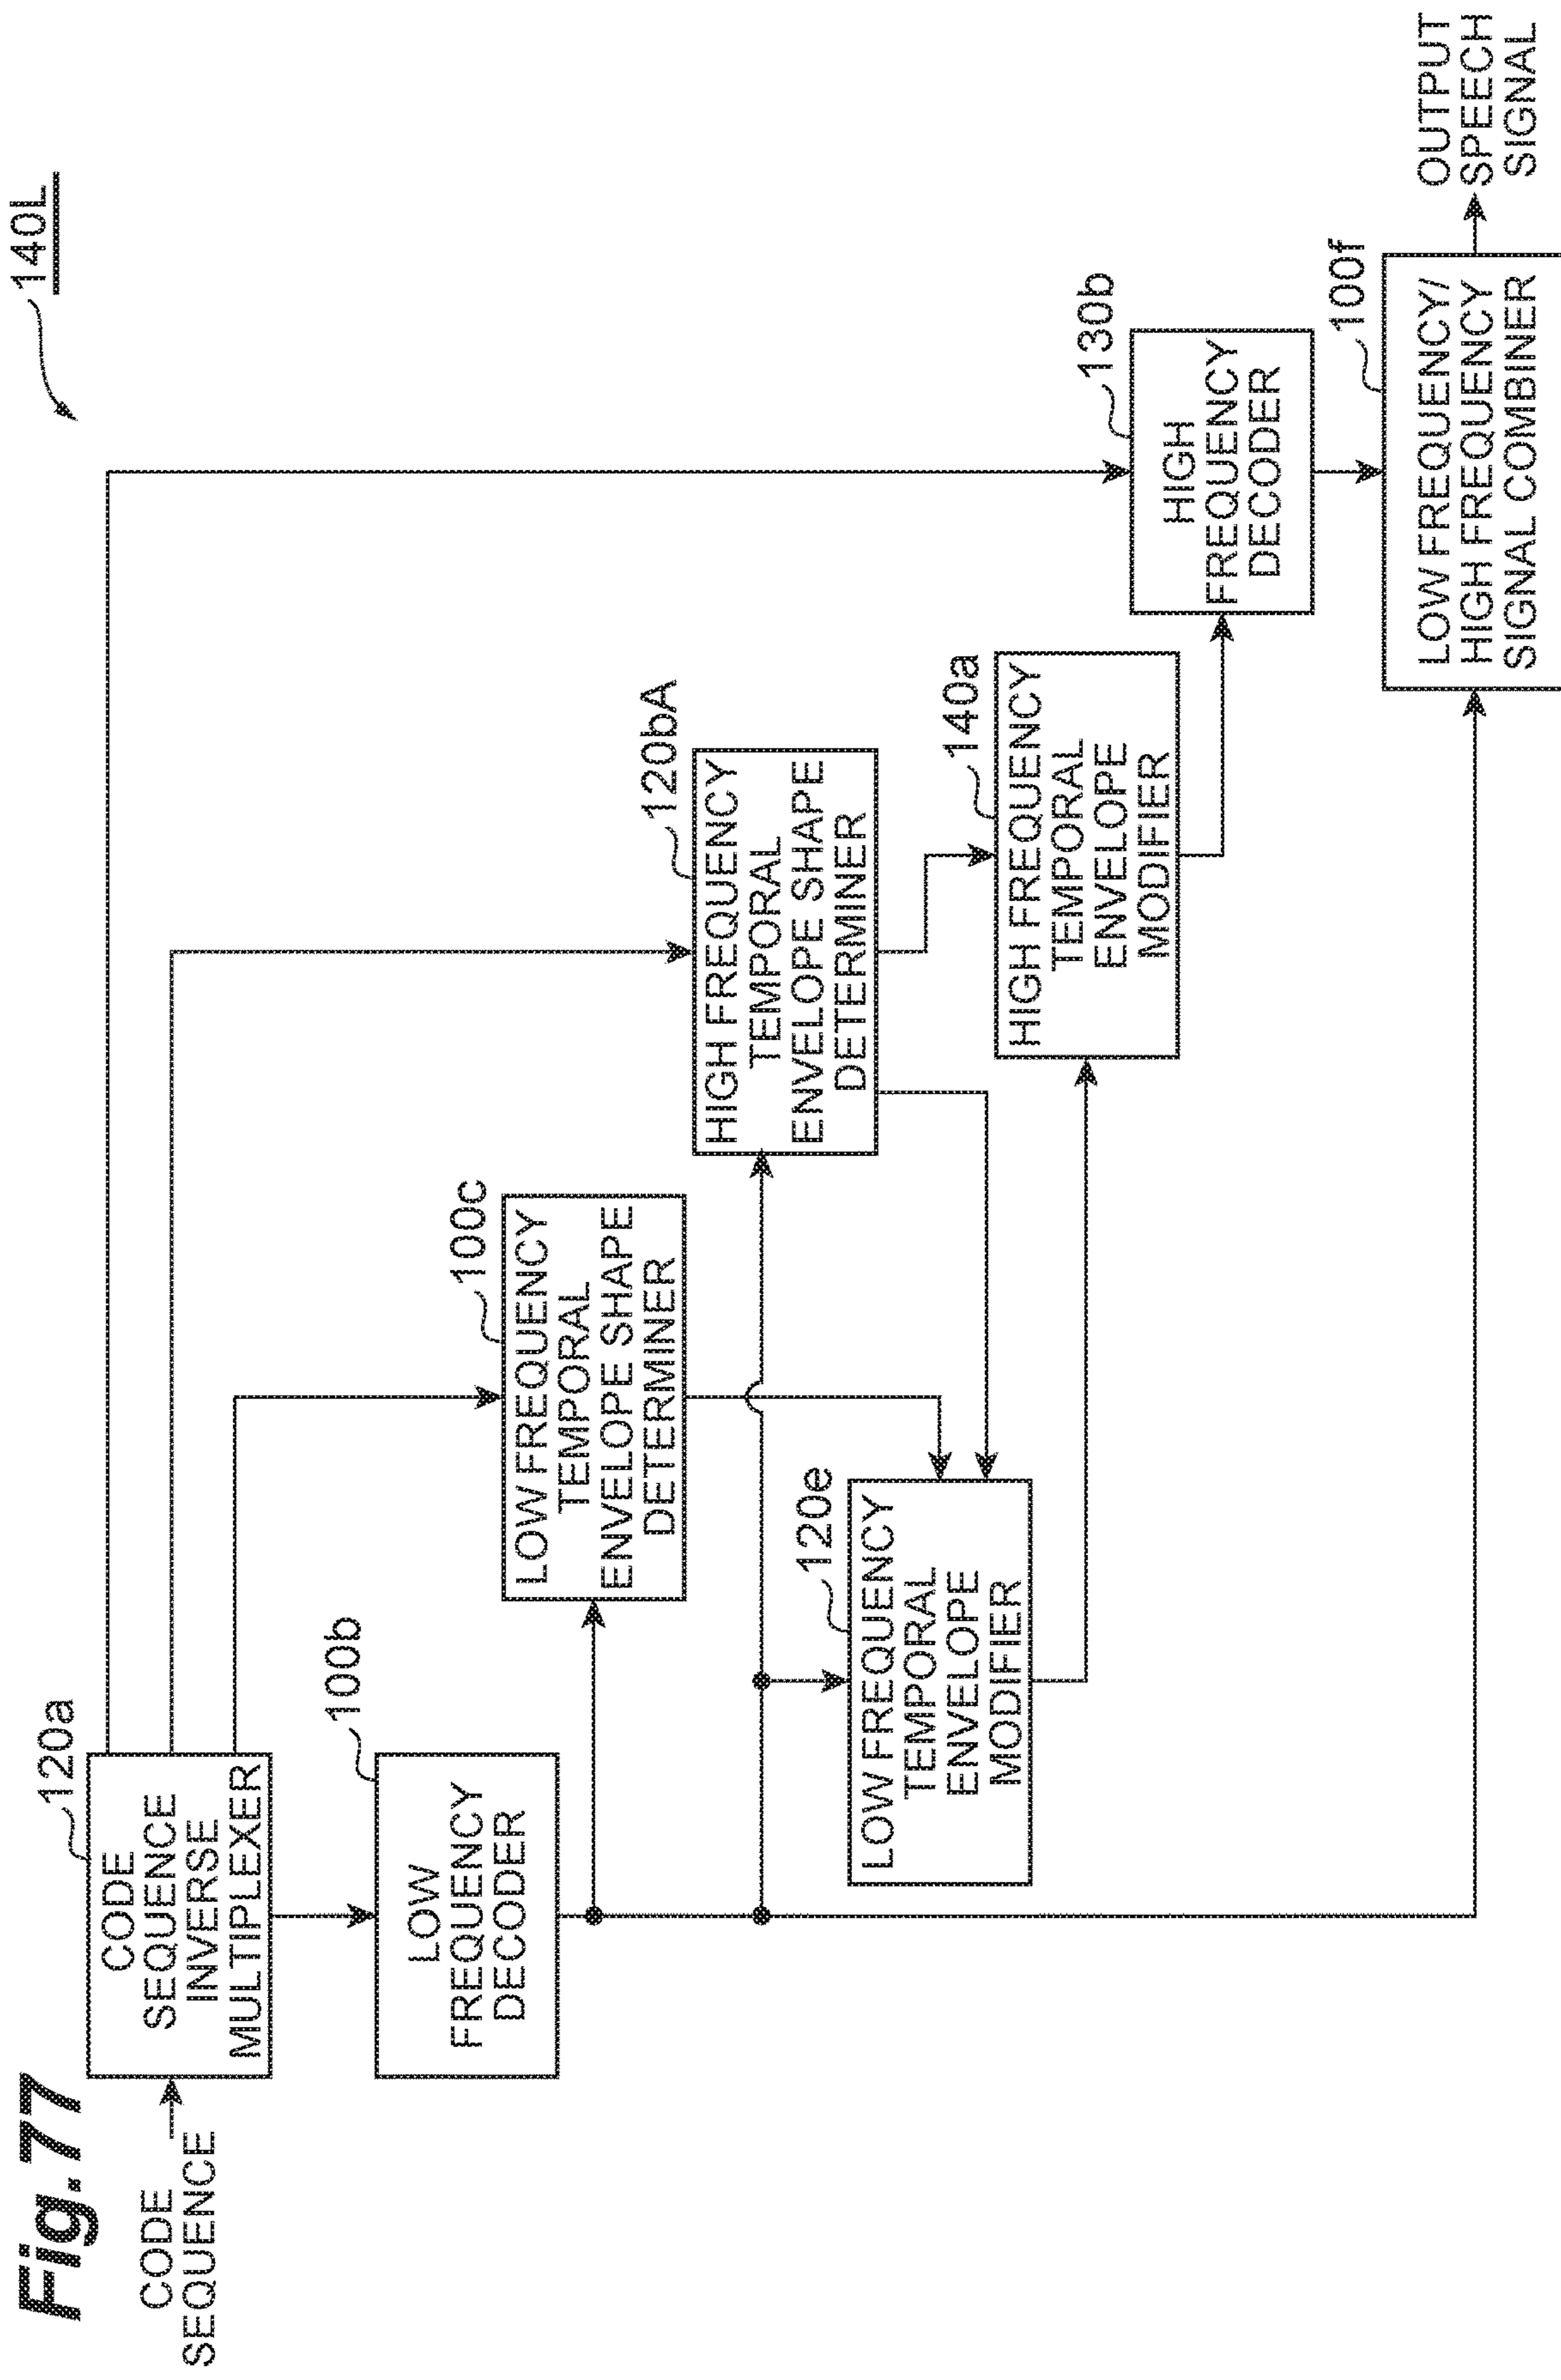 Fig.77
140L
CODE
SEQUENCE
120a
CODE
SEQUENCE
INVERSE
MULTIPLEXER
100b
LOW
FREQUENCY
DECODER
100c
LOW FREQUENCY
TEMPORAL
ENVELOPE SHAPE
DETERMINER
120bA
HIGH FREQUENCY
TEMPORAL
ENVELOPE SHAPE
DETERMINER
120e
LOW FREQUENCY
TEMPORAL
ENVELOPE
MODIFIER
140a
HIGH FREQUENCY
TEMPORAL
ENVELOPE
MODIFIER
130b
HIGH
FREQUENCY
DECODER
100f
LOW FREQUENCY/
HIGH FREQUENCY
SIGNAL COMBINER
OUTPUT
SPEECH
SIGNAL